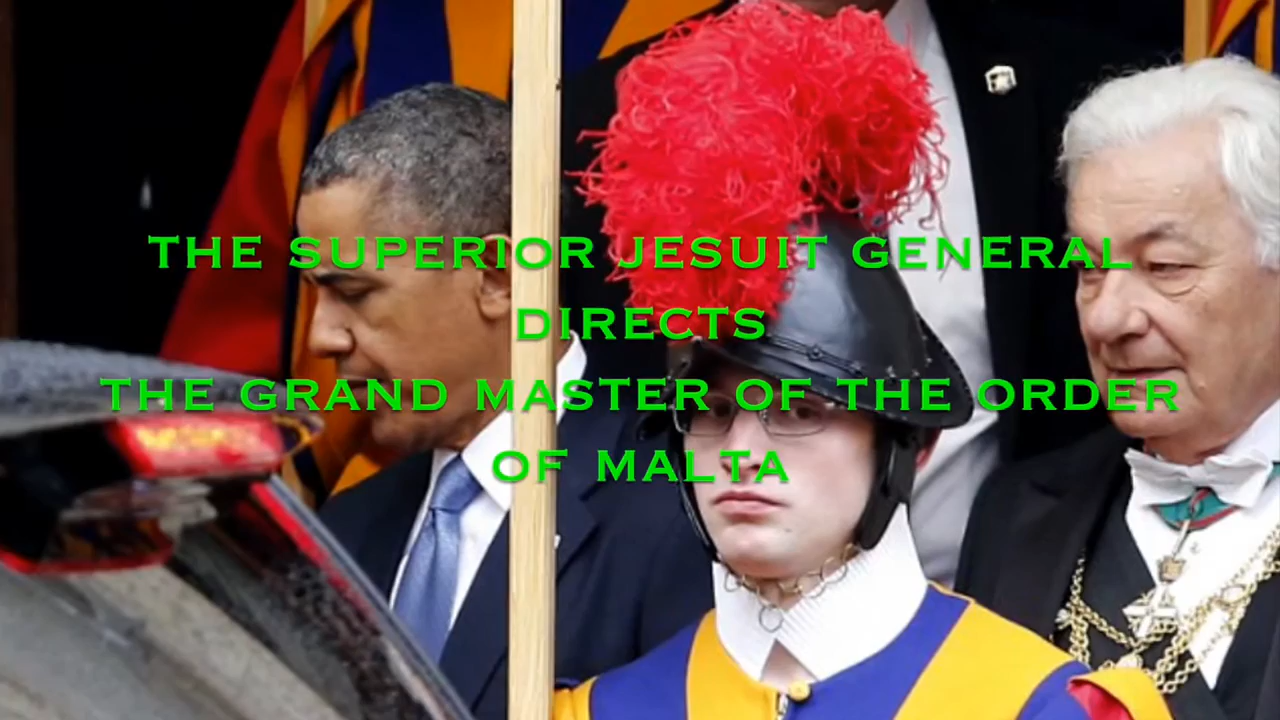 THE SUPERIOR JESUIT GENERAL
DIRECTS
THE GRAND MASTER OF THE ORDER
OF MALTA